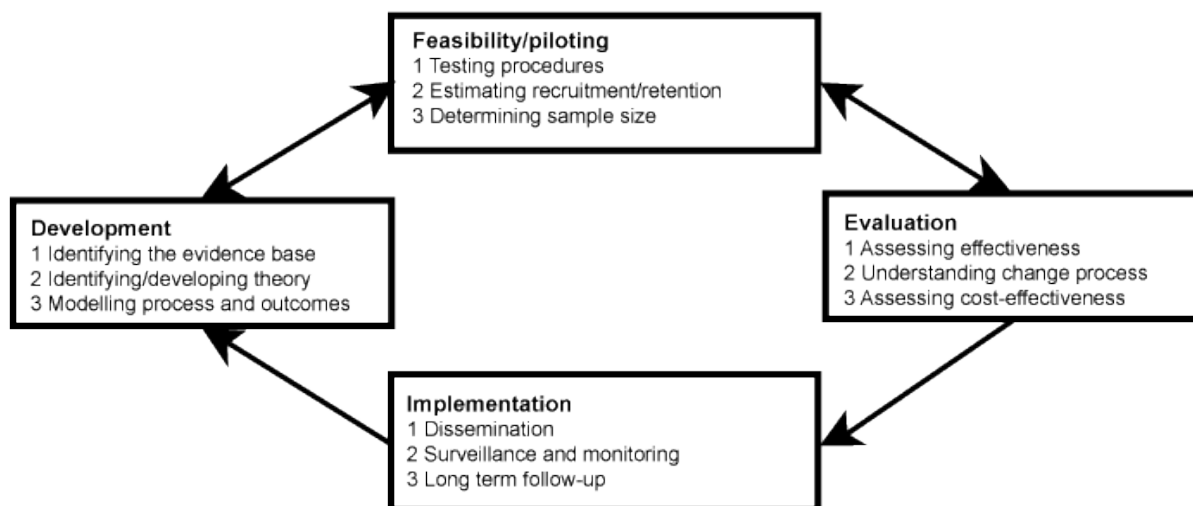 Feasibility/piloting
1 Testing procedures
2 Estimating recruitment/retention
3 Determining sample size
Development
1 Identifying the evidence base
2 Identifying/developing theory
3 Modelling process and outcomes
Evaluation
1 Assessing effectiveness
2 Understanding change process
3 Assessing cost-effectiveness
Implementation
1 Dissemination
2 Surveillance and monitoring
3 Long term follow-up